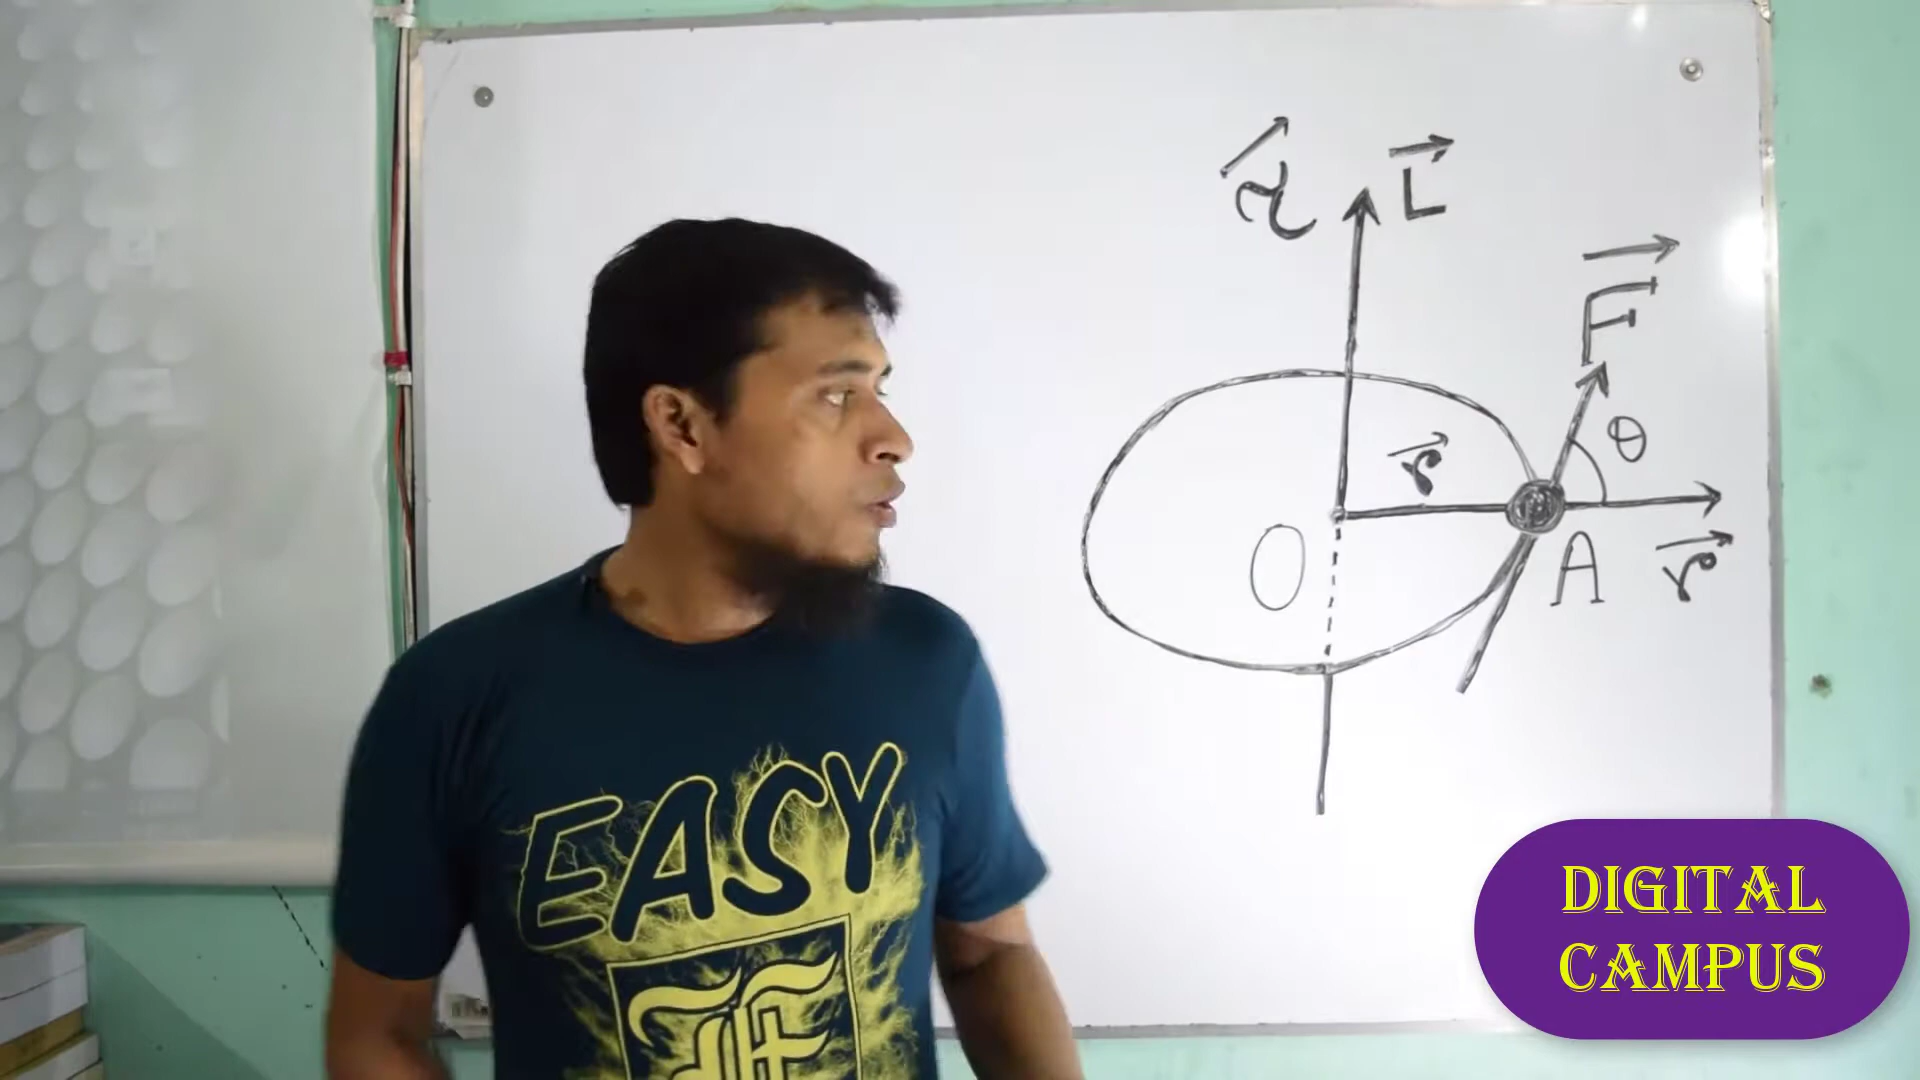 τ⃗
L⃗
F⃗
θ
r⃗
O
A
r⃗
EASY
DIGITAL
CAMPUS